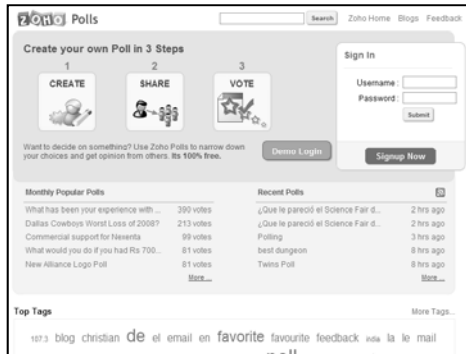 ZOHO Polls
Search
Zoho Home Blogs Feedback
Create your own Poll in 3 Steps
1 2 3
CREATE SHARE VOTE
Want to decide on something? Use Zoho Polls to narrow down
your choices and get opinion from others. Its 100% free.
Demo Login
Sign In
Username:
Password:
Submit
Signup Now
Monthly Popular Polls
What has been your experience with ... 390 votes
Dallas Cowboys Worst Loss of 2008? 213 votes
Commercial support for Nexenta 99 votes
What would you do if you had Rs 700... 81 votes
New Alliance Logo Poll 81 votes
More ...
Recent Polls
¿Que le pareció el Science Fair d... 2 hrs ago
¿Que le pareció el Science Fair d... 2 hrs ago
Polling 3 hrs ago
best dungeon 8 hrs ago
Twins Poll 8 hrs ago
More ...
Top Tags More Tags...
107.3 blog christian de el email en favorite favourite feedback india la le mail
poll